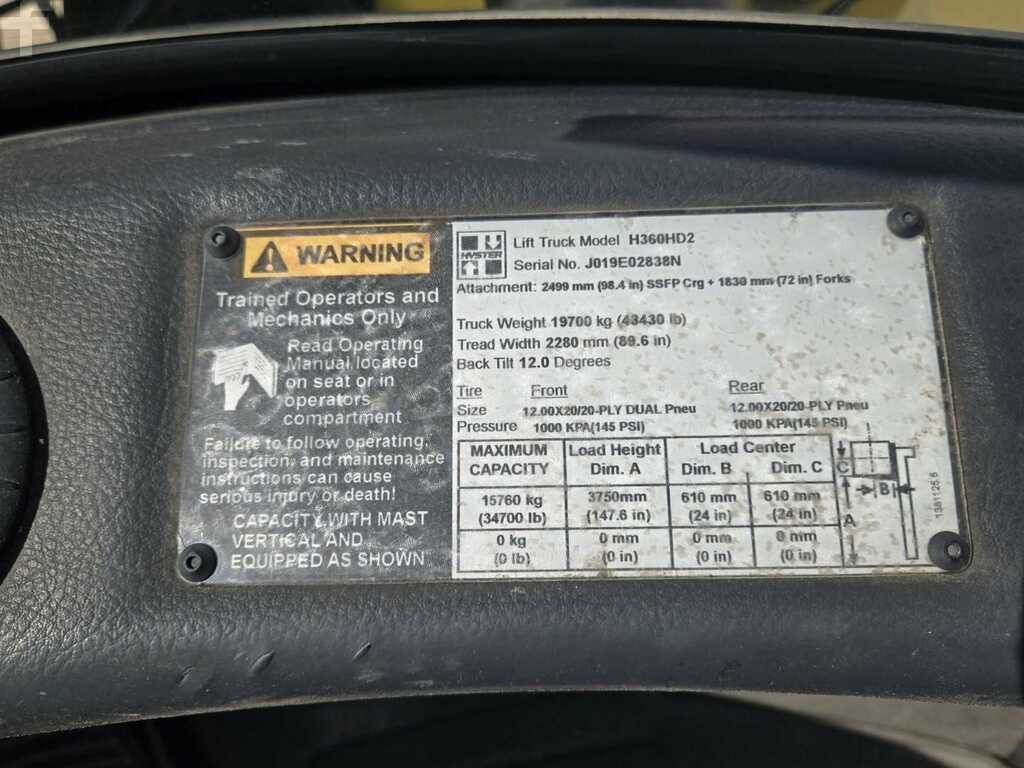 WARNING
Trained Operators and
Mechanics Only
Read Operating
Manual located
on seat or in
operators
compartment
Failure to follow operating,
inspection, and maintenance
instructions can cause
serious injury or death!
CAPACITY WITH MAST
VERTICAL AND
EQUIPPED AS SHOWN
HYSTER
Lift Truck Model H360HD2
Serial No. J019E02838N
Attachment: 2499 mm (98.4 in) SSFP Crg + 1830 mm (72 in) Forks
Truck Weight 19700 kg (43430 lb)
Tread Width 2280 mm (89.6 in)
Back Tilt 12.0 Degrees
Tire Front Rear
Size 12.00X20/20-PLY DUAL Pneu 12.00X20/20-PLY Pneu
Pressure 1000 KPA(145 PSI) 1000 KPA(145 PSI)
MAXIMUM CAPACITY Load Height Dim. A Load Center Dim. B Dim. C
15760 kg 3750mm 610 mm 610 mm
(34700 lb) (147.6 in) (24 in) (24 in)
0 kg 0 mm 0 mm 0 mm
(0 lb) (0 in) (0 in) (0 in)
C
B
A
1381125.5